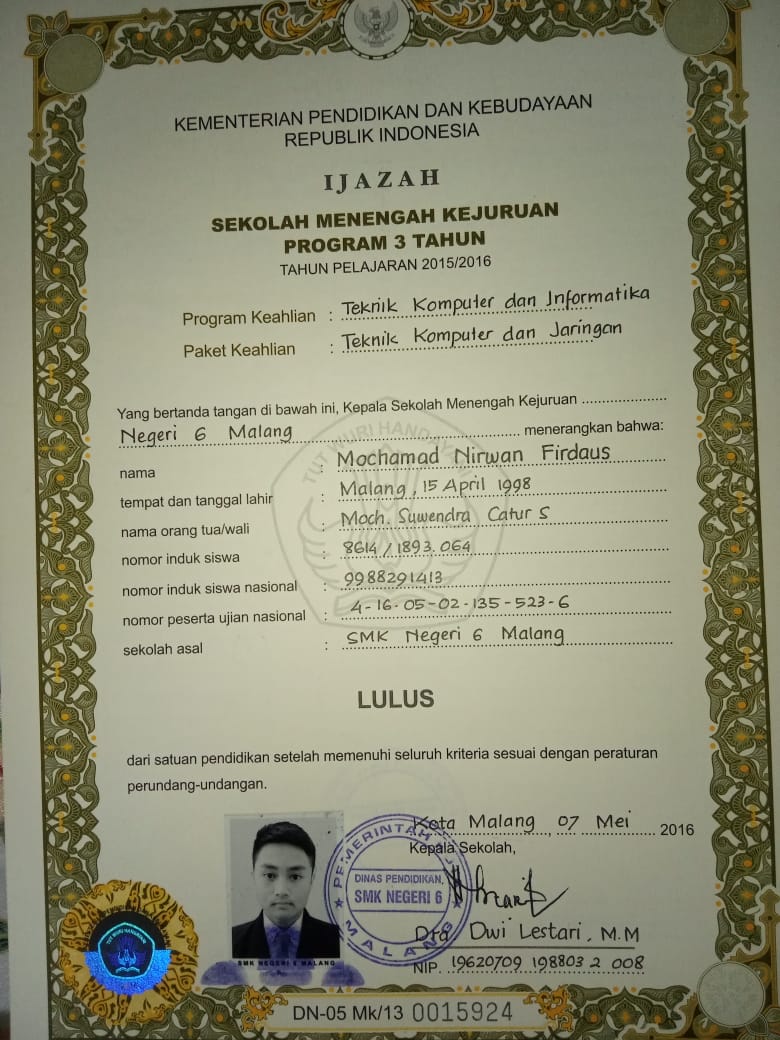 KEMENTERIAN PENDIDIKAN DAN KEBUDAYAAN
REPUBLIK INDONESIA
IJAZAH
SEKOLAH MENENGAH KEJURUAN
PROGRAM 3 TAHUN
TAHUN PELAJARAN 2015/2016
Program Keahlian : Teknik Komputer dan Informatika
Paket Keahlian : Teknik Komputer dan Jaringan
Yang bertanda tangan di bawah ini, Kepala Sekolah Menengah Kejuruan
Negeri 6 Malang menerangkan bahwa:
TUT WURI HANDAYANI
nama : Mochamad Nirwan Firdaus
tempat dan tanggal lahir : Malang, 15 April 1998
nama orang tua/wali : Moch. Suwendra Catur S
nomor induk siswa : 8614 / 1893. 064
nomor induk siswa nasional : 9988291413
nomor peserta ujian nasional : 4-16-05-02-135-523-6
sekolah asal : SMK Negeri 6 Malang
LULUS
dari satuan pendidikan setelah memenuhi seluruh kriteria sesuai dengan peraturan
perundang-undangan.
Kota Malang, 07 Mei 2016
Kepala Sekolah,
PEMERINTAH
DINAS PENDIDIKAN
SMK NEGERI 6
MALANG
Dra. Dwi Lestari, M.M
NIP. 19620709 198803 2 008
SMK NEGERI 6 MALANG
TUT WURI HANDAYANI
DN-05 Mk/13 0015924